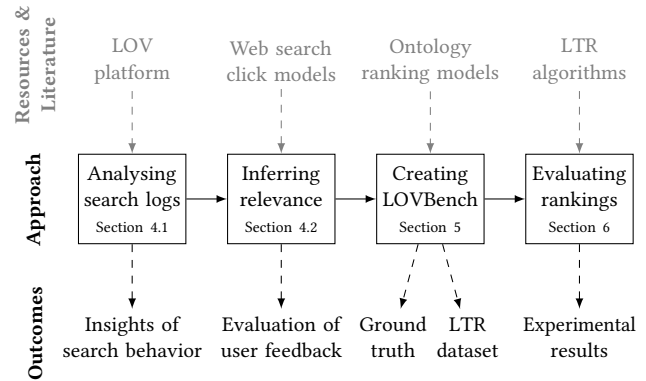 Resources &
Literature
LOV
platform
Web search
click models
Ontology
ranking models
LTR
algorithms
Approach
Analysing
search logs
Section 4.1
Inferring
relevance
Section 4.2
Creating
LOVBench
Section 5
Evaluating
rankings
Section 6
Outcomes
Insights of
search behavior
Evaluation of
user feedback
Ground
truth
LTR
dataset
Experimental
results